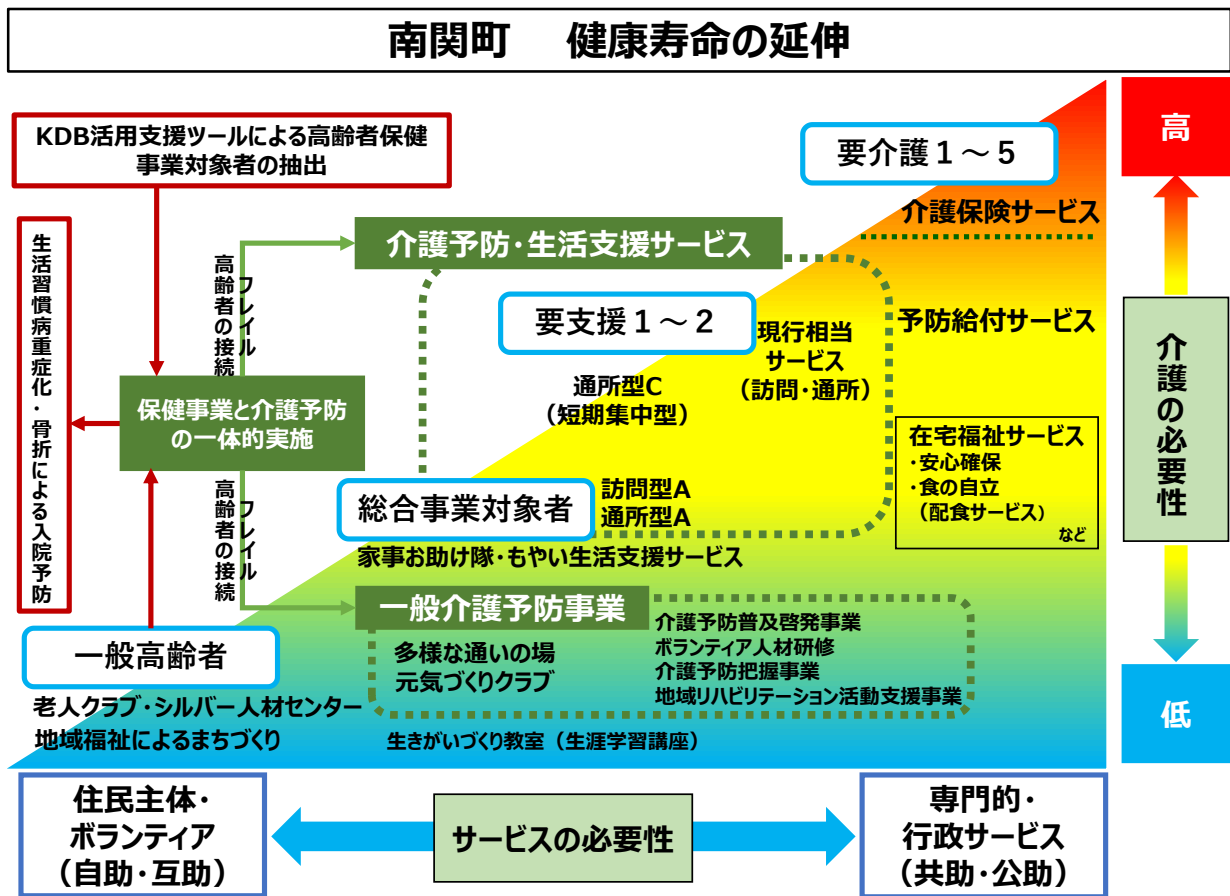 南関町　健康寿命の延伸
KDB活用支援ツールによる高齢者保健
事業対象者の抽出
高
要介護１～５
介護保険サービス
生活習慣病重症化・骨折による入院予防
フレイル
高齢者の接続
介護予防・生活支援サービス
要支援１～２
現行相当
サービス
（訪問・通所）
予防給付サービス
介護の必要性
通所型C
（短期集中型）
保健事業と介護予防
の一体的実施
在宅福祉サービス
・安心確保
・食の自立
（配食サービス）
など
フレイル
高齢者の接続
総合事業対象者
訪問型A
通所型A
家事お助け隊・もやい生活支援サービス
一般介護予防事業
介護予防普及啓発事業
ボランティア人材研修
介護予防把握事業
地域リハビリテーション活動支援事業
多様な通いの場
元気づくりクラブ
一般高齢者
老人クラブ・シルバー人材センター
地域福祉によるまちづくり
生きがいづくり教室（生涯学習講座）
低
住民主体・
ボランティア
（自助・互助）
サービスの必要性
専門的・
行政サービス
（共助・公助）